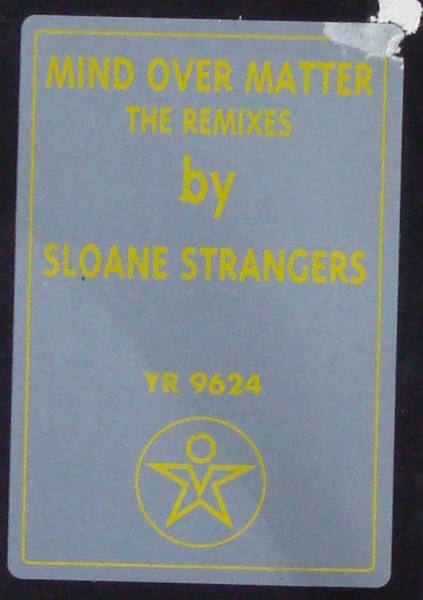 MIND OVER MATTER
THE REMIXES
by
SLOANE STRANGERS
YR 9624